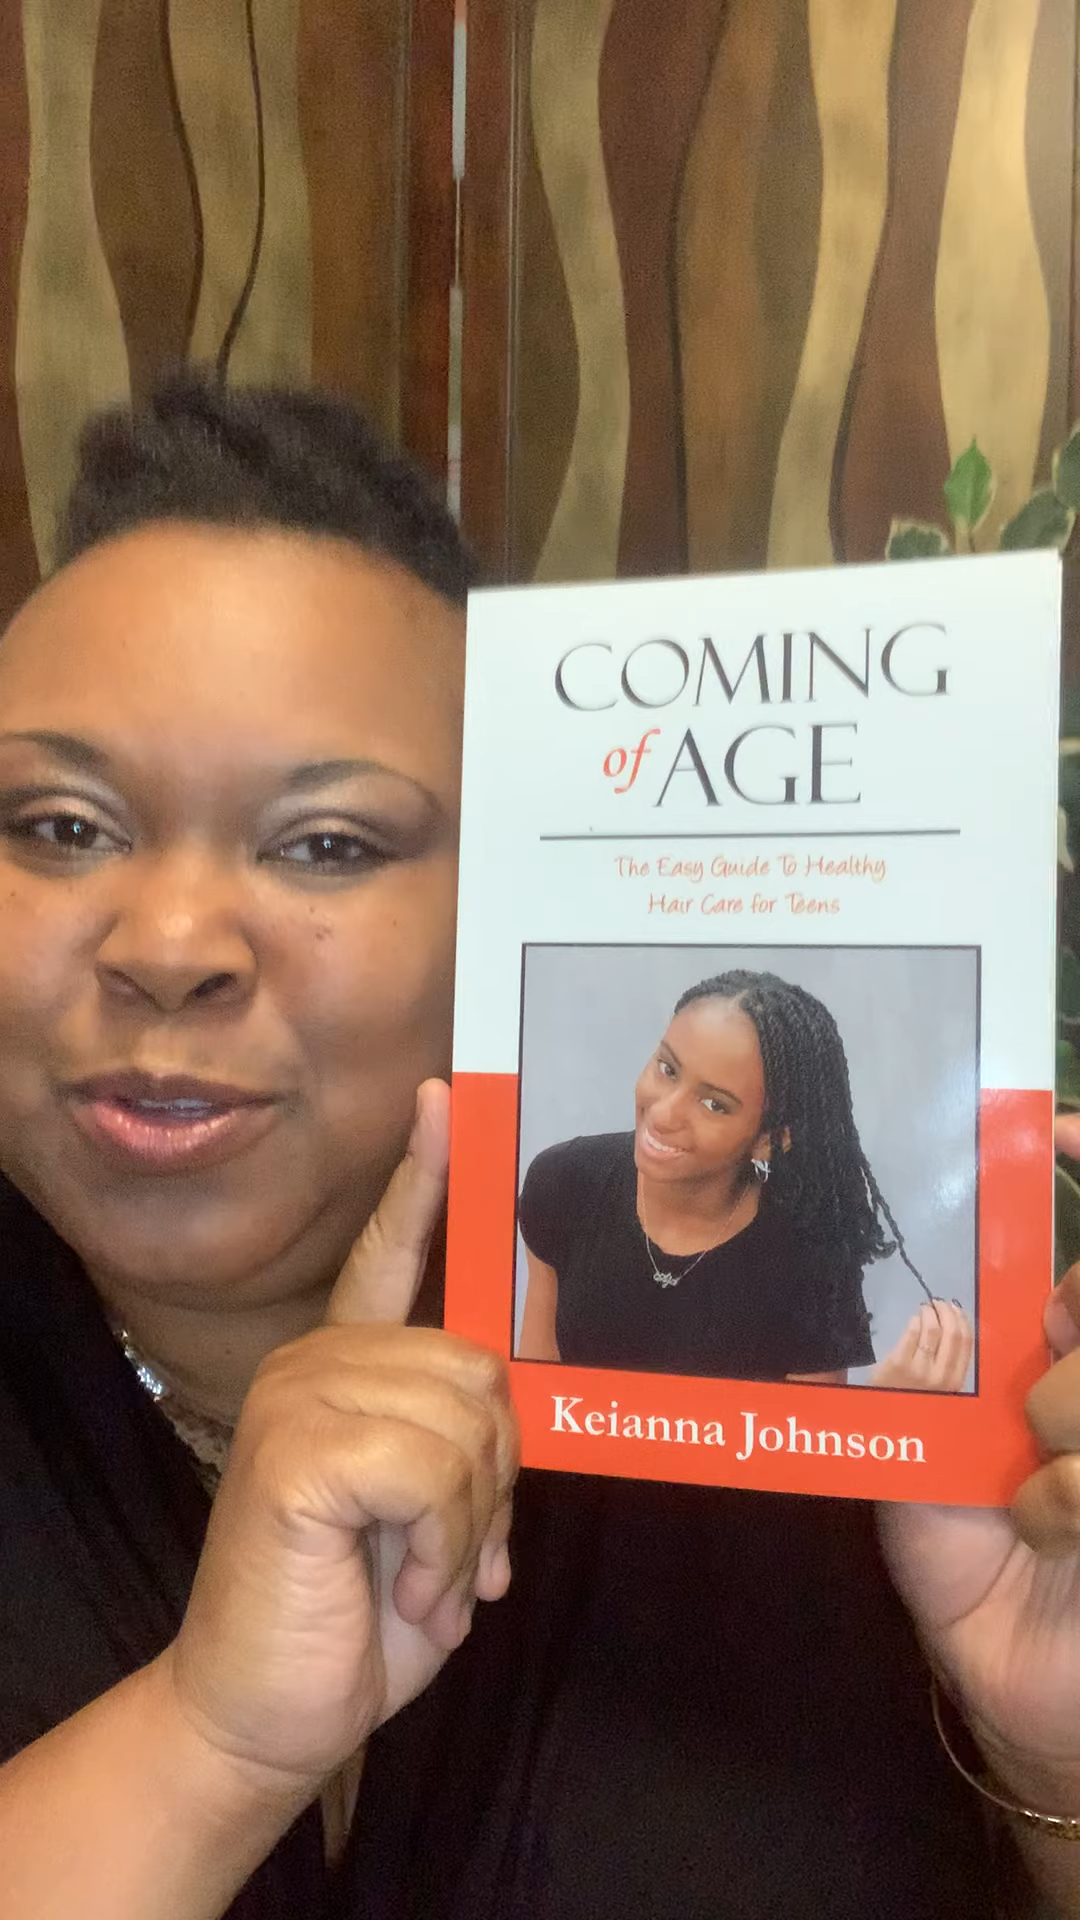 COMING
of AGE
The Easy Guide To Healthy
Hair Care for Teens
Keianna Johnson